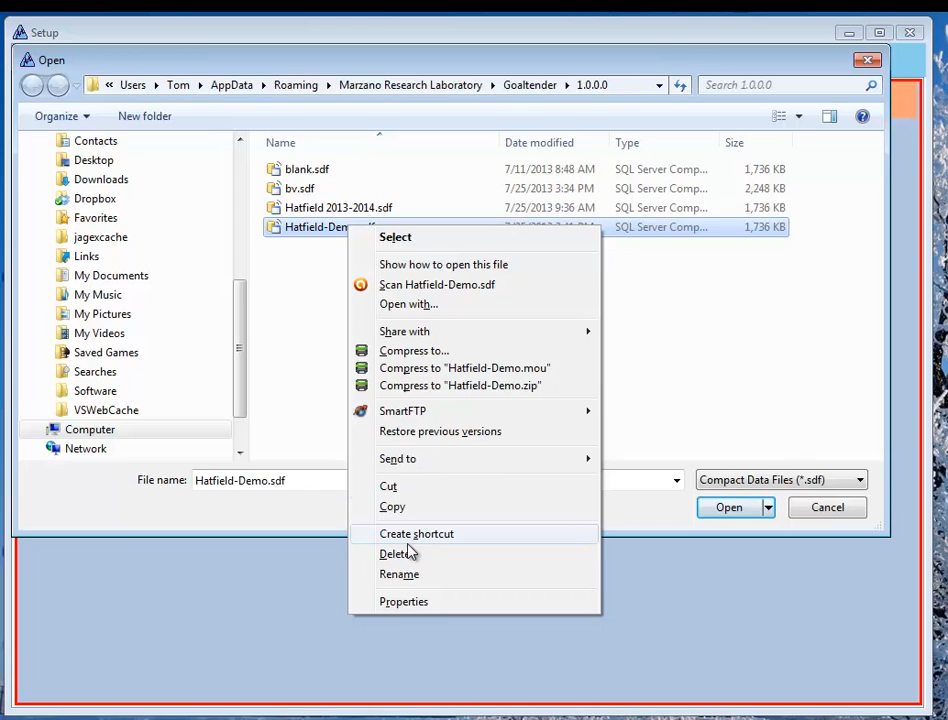 Setup
Open
« Users Tom AppData Roaming Marzano Research Laboratory Goaltender 1.0.0.0 Search 1.0.0.0
Organize New folder
Name Date modified Type Size
Contacts
Desktop
Downloads
Dropbox
Favorites
jagexcache
Links
My Documents
My Music
My Pictures
My Videos
Saved Games
Searches
Software
VSWebCache
Computer
Network
blank.sdf 7/11/2013 8:48 AM SQL Server Comp... 1,736 KB
bv.sdf 7/25/2013 3:34 PM SQL Server Comp... 2,248 KB
Hatfield 2013-2014.sdf 7/25/2013 9:36 AM SQL Server Comp... 1,736 KB
SQL Server Comp... 1,736 KB
Select
Show how to open this file
Scan Hatfield-Demo.sdf
Open with...
Share with
Compress to...
Compress to "Hatfield-Demo.mou"
Compress to "Hatfield-Demo.zip"
SmartFTP
Restore previous versions
Send to
Cut
Copy
Create shortcut
Delete
Rename
Properties
File name: Hatfield-Demo.sdf
Compact Data Files (*.sdf)
Open Cancel